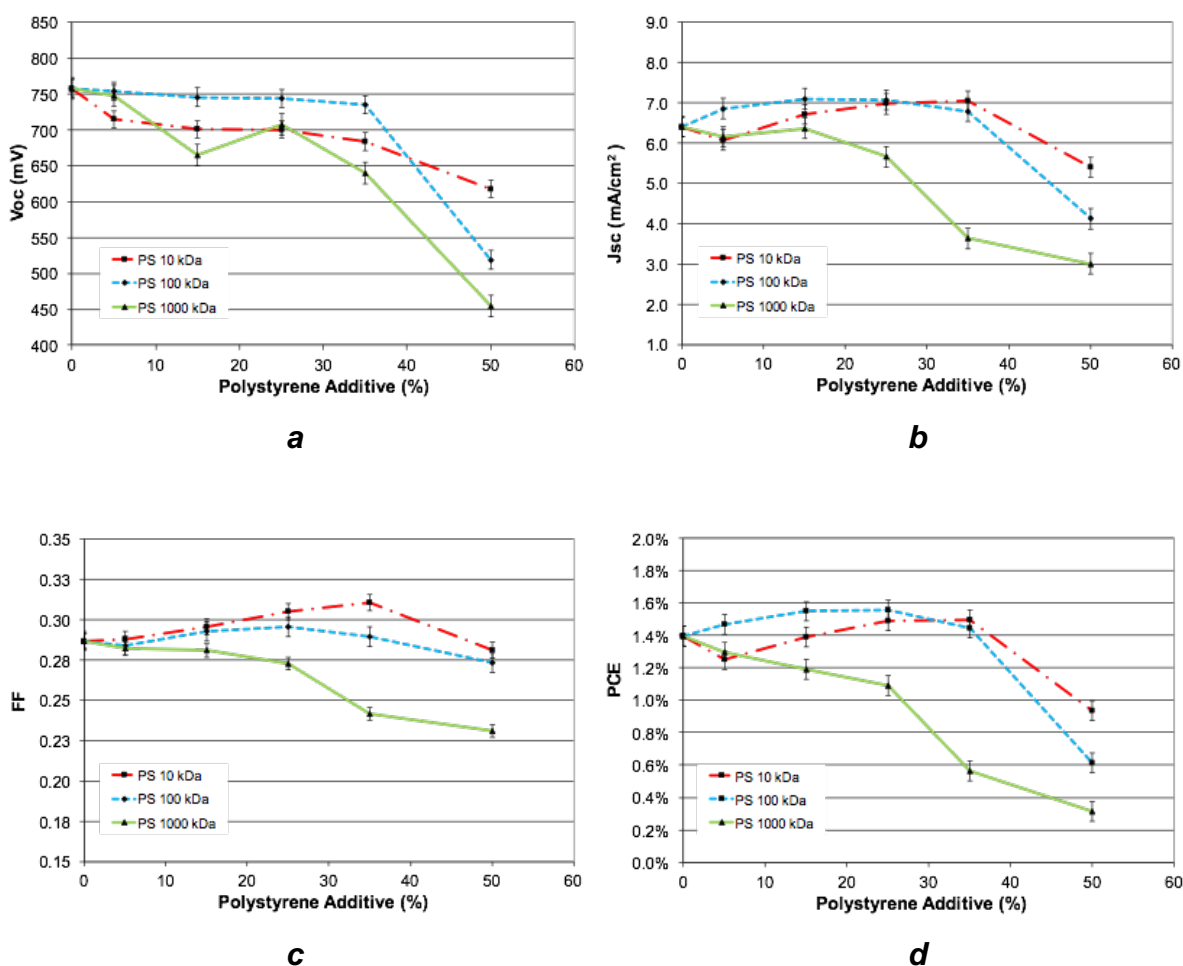 850
800
750
700
650
600
550
500
450
400
Voc (mV)
PS 10 kDa
PS 100 kDa
PS 1000 kDa
0 10 20 30 40 50 60
Polystyrene Additive (%)
a
9.0
8.0
7.0
6.0
5.0
4.0
3.0
2.0
1.0
Jsc (mA/cm²)
PS 10 kDa
PS 100 kDa
PS 1000 kDa
0 10 20 30 40 50 60
Polystyrene Additive (%)
b
0.35
0.33
0.30
0.28
0.25
0.23
0.20
0.18
0.15
FF
PS 10 kDa
PS 100 kDa
PS 1000 kDa
0 10 20 30 40 50 60
Polystyrene Additive (%)
c
2.0%
1.8%
1.6%
1.4%
1.2%
1.0%
0.8%
0.6%
0.4%
0.2%
0.0%
PCE
PS 10 kDa
PS 100 kDa
PS 1000 kDa
0 10 20 30 40 50 60
Polystyrene Additive (%)
d